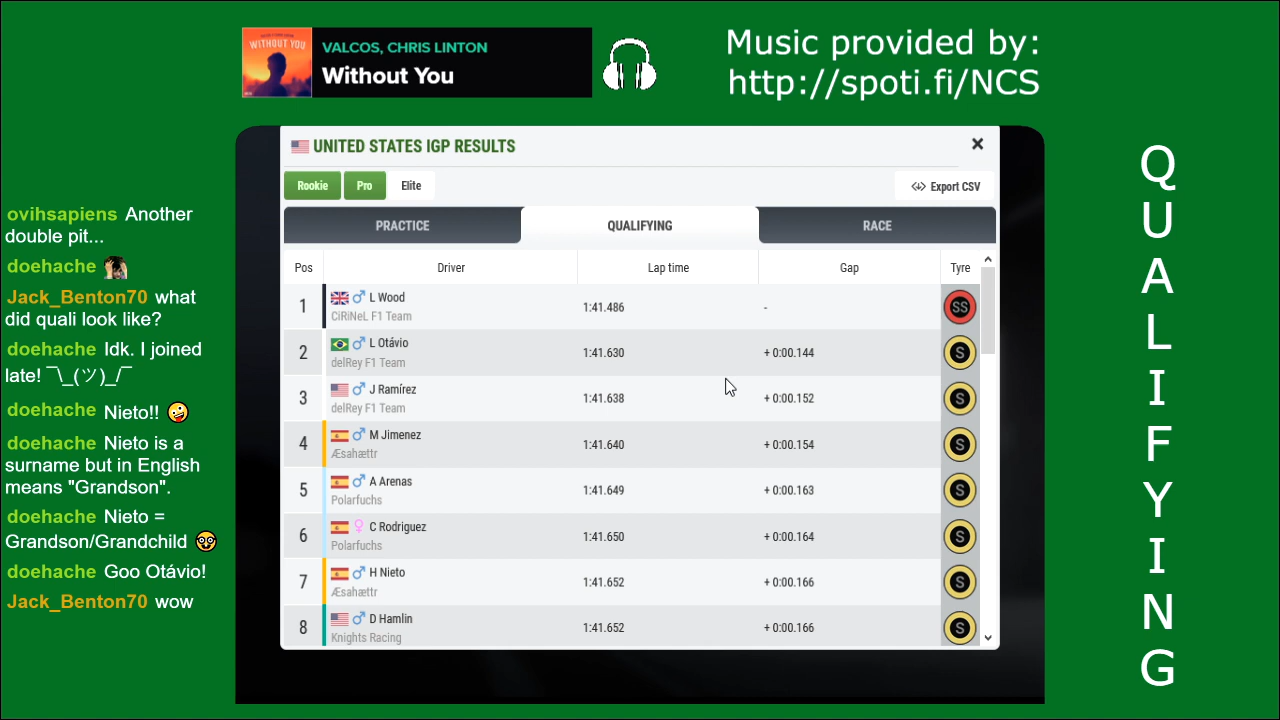 VALCOS, CHRIS LINTON
Without You
WITHOUT YOU
Music provided by:
http://spoti.fi/NCS
UNITED STATES IGP RESULTS
Rookie Pro Elite Export CSV
PRACTICE QUALIFYING RACE
Pos Driver Lap time Gap Tyre
1 L Wood 1:41.486 - SS
CiRiNeL F1 Team
2 L Otávio 1:41.630 + 0:00.144 S
delRey F1 Team
3 J Ramírez 1:41.638 + 0:00.152 S
delRey F1 Team
4 M Jimenez 1:41.640 + 0:00.154 S
Æsahættr
5 A Arenas 1:41.649 + 0:00.163 S
Polarfuchs
6 C Rodriguez 1:41.650 + 0:00.164 S
Polarfuchs
7 H Nieto 1:41.652 + 0:00.166 S
Æsahættr
8 D Hamlin 1:41.652 + 0:00.166 S
Knights Racing
ovihsapiens Another
double pit...
doehache
Jack_Benton70 what
did quali look like?
doehache Idk. I joined
late! ¯\_(ツ)_/¯
doehache Nieto!! 🤪
doehache Nieto is a
surname but in English
means "Grandson".
doehache Nieto =
Grandson/Grandchild 🤓
doehache Goo Otávio!
Jack_Benton70 wow
Q
U
A
L
I
F
Y
I
N
G